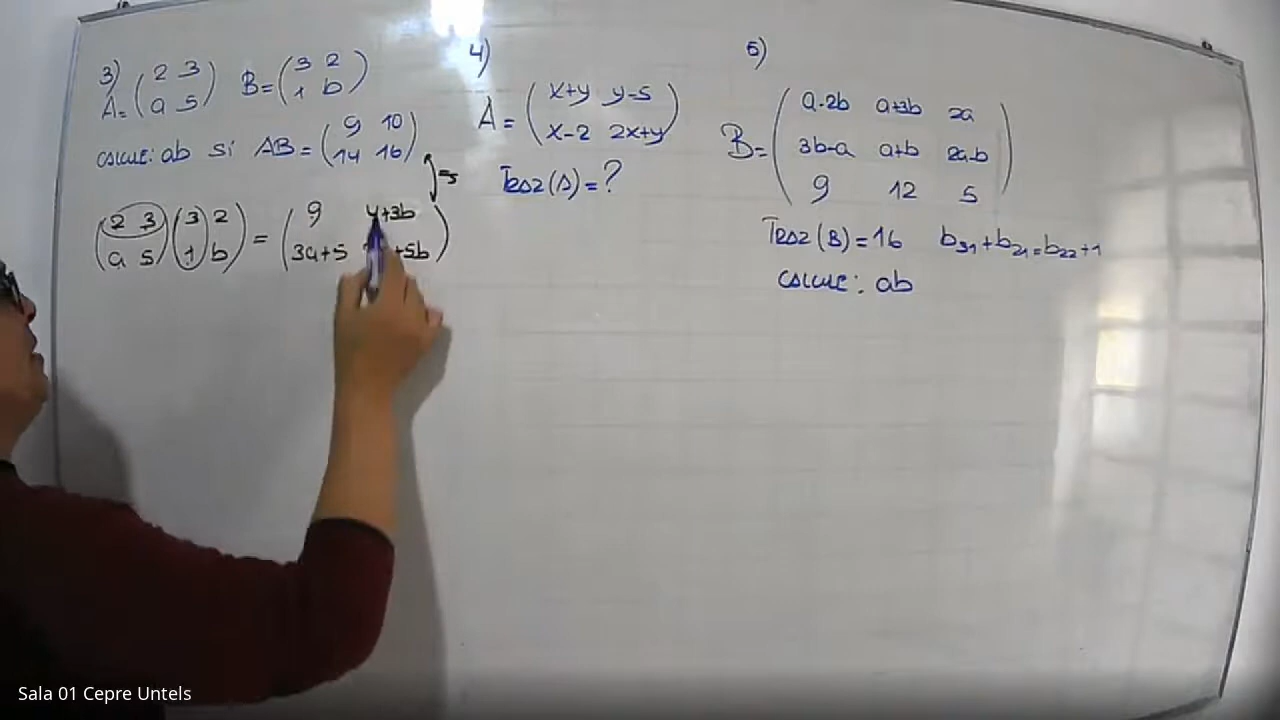 3) A = (2 3 / a 5) B = (3 2 / 1 b)
calcule: ab si AB = (9 10 / 14 16)
(2 3 / a 5)(3 2 / 1 b) = (9 4+3b / 3a+5 +5b)
=
4)
A = (x+y y-5 / x-2 2x+y)
Traz(A) = ?
5)
B = (a-2b a+3b 2a / 3b-a a+b 2a-b / 9 12 5)
Traz(B) = 16 b31+b21=b22+1
calcule: ab
Sala 01 Cepre Untels